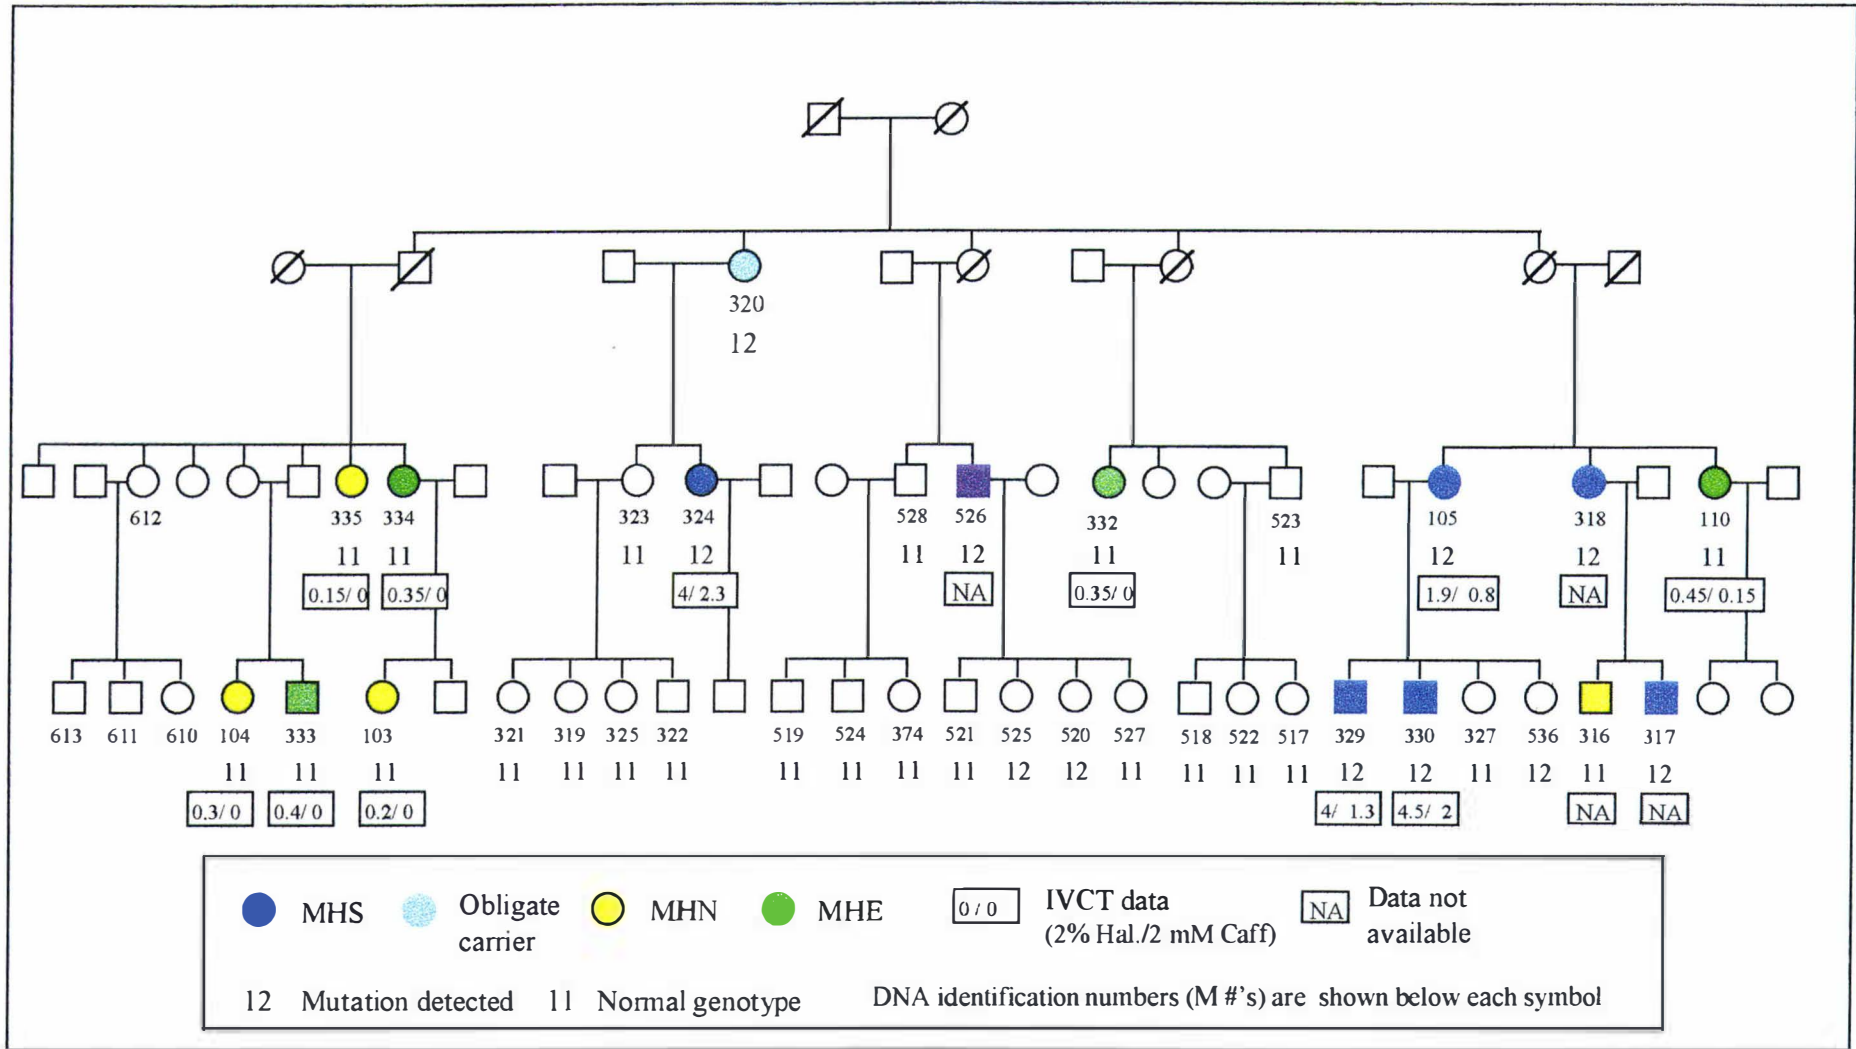 320
12
612 335 334 323 324 528 526 332 523 105 318 110
11 11 11 12 11 12 11 11 12 12 11
0.15/ 0 0.35/ 0 4/ 2.3 NA 0.35/ 0 1.9/ 0.8 NA 0.45/ 0.15
613 611 610 104 333 103 321 319 325 322 519 524 374 521 525 520 527 518 522 517 329 330 327 536 316 317
11 11 11 11 11 11 11 11 11 11 11 12 12 11 11 11 11 12 12 11 12 11 12
0.3/ 0 0.4/ 0 0.2/ 0 4/ 1.3 4.5/ 2 NA NA
MHS Obligate carrier MHN MHE 0 / 0 IVCT data (2% Hal./2 mM Caff) NA Data not available
12 Mutation detected 11 Normal genotype DNA identification numbers (M #'s) are shown below each symbol